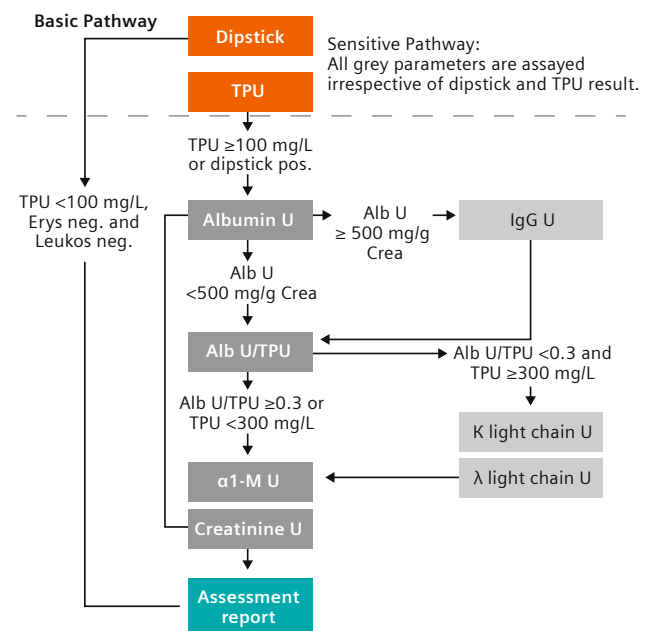 Basic Pathway
Dipstick
Sensitive Pathway:
All grey parameters are assayed
irrespective of dipstick and TPU result.
TPU
TPU ≥100 mg/L
or dipstick pos.
TPU <100 mg/L,
Erys neg. and
Leukos neg.
Albumin U
Alb U
≥ 500 mg/g
Crea
IgG U
Alb U
<500 mg/g Crea
Alb U/TPU
Alb U/TPU <0.3 and
TPU ≥300 mg/L
Alb U/TPU ≥0.3 or
TPU <300 mg/L
K light chain U
α1-M U
λ light chain U
Creatinine U
Assessment
report